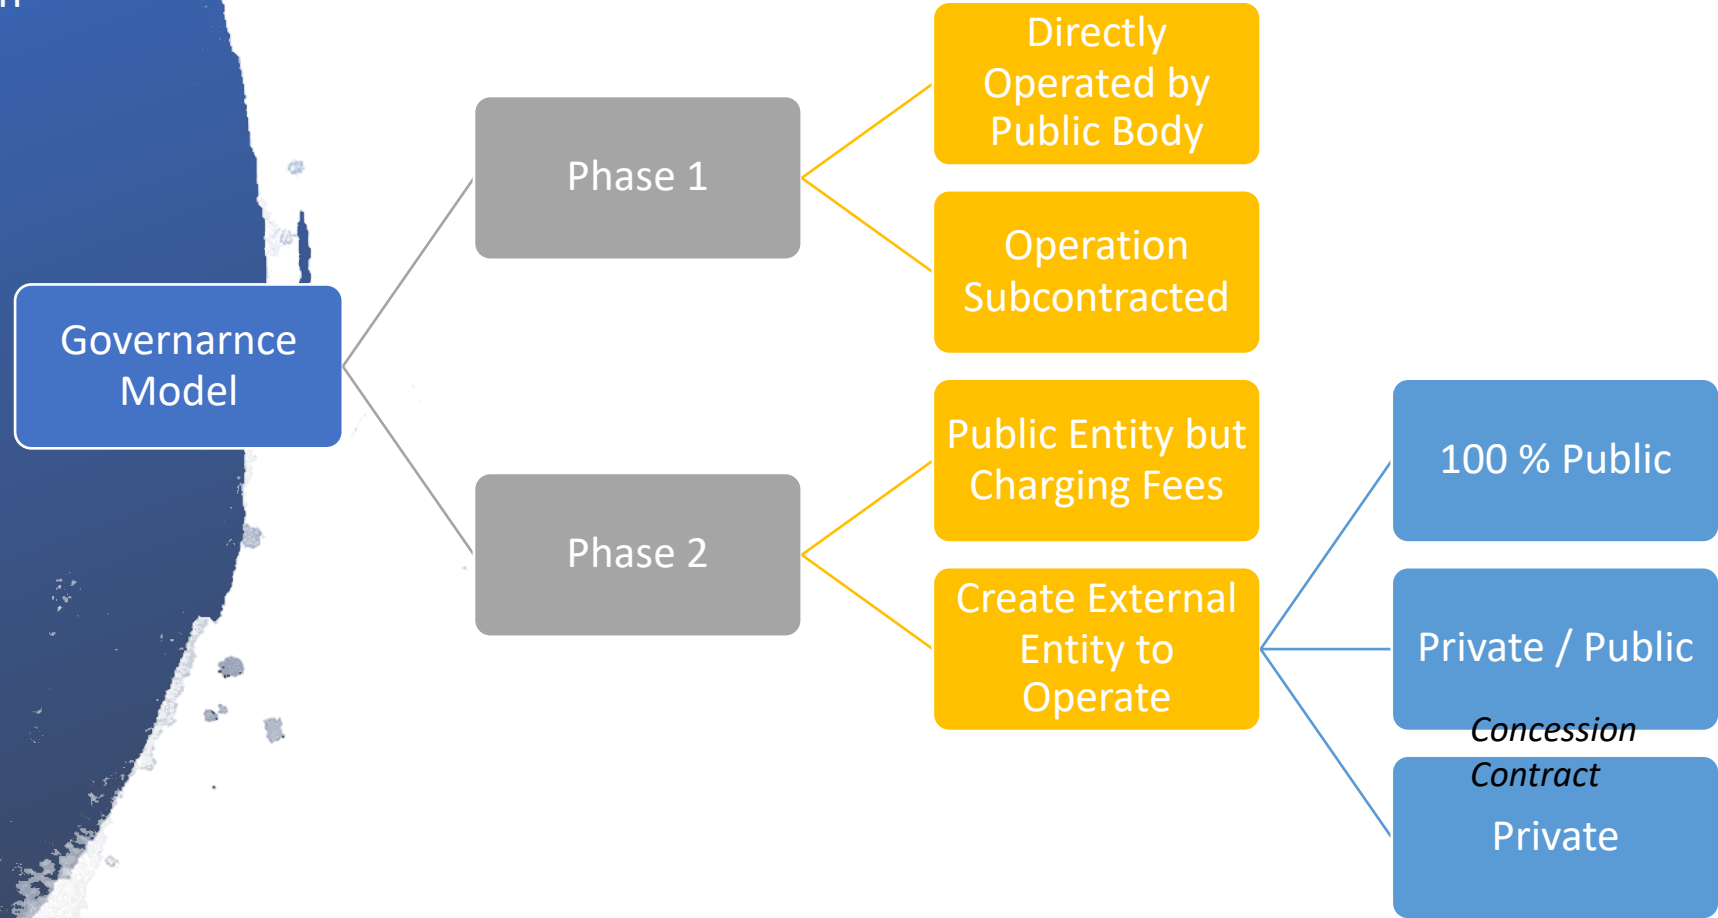 Governarnce
Model
Phase 1
Directly
Operated by
Public Body
Operation
Subcontracted
Phase 2
Public Entity but
Charging Fees
Create External
Entity to
Operate
100 % Public
Private / Public
Concession
Contract
Private